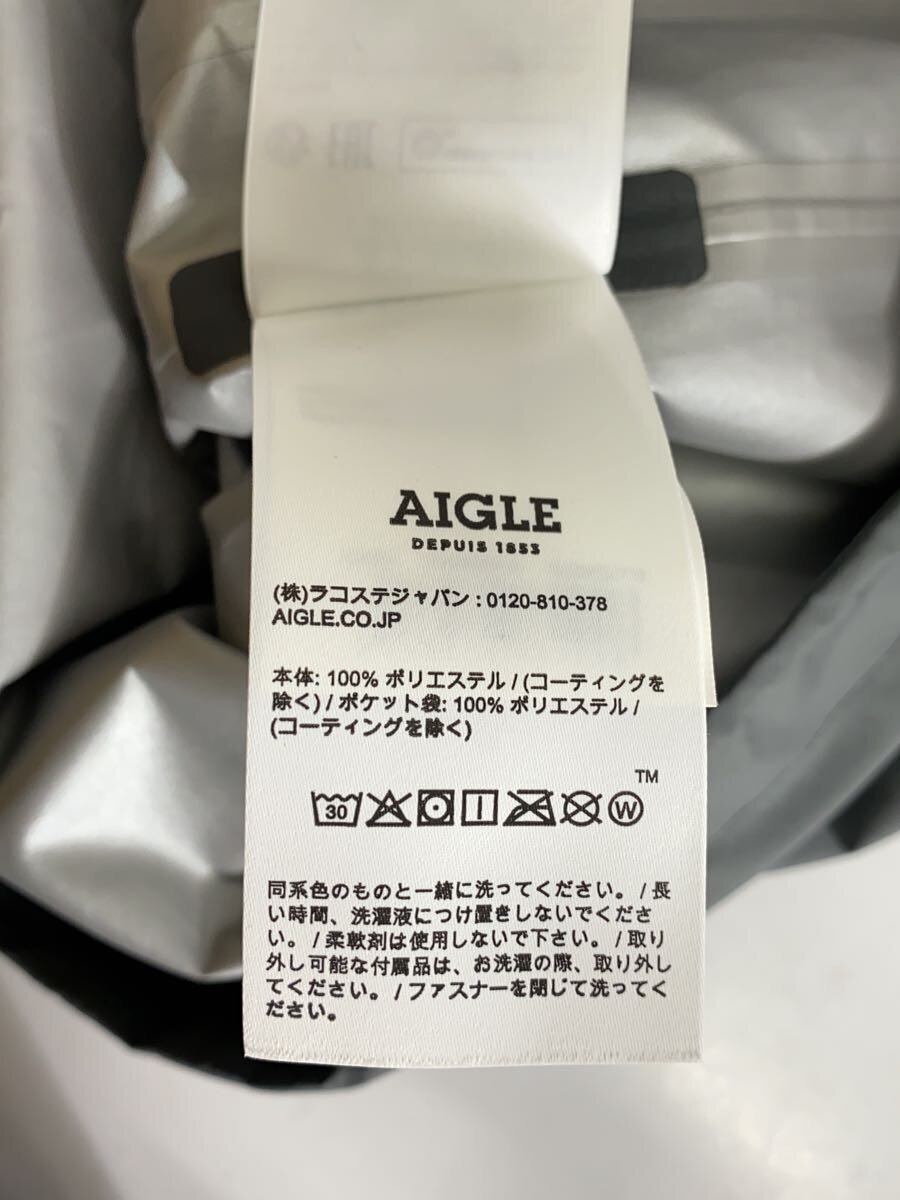 AIGLE
DEPUIS 1853
(株)ラコステジャパン : 0120-810-378
AIGLE.CO.JP
本体: 100% ポリエステル / (コーティングを
除く) / ポケット袋: 100% ポリエステル /
(コーティングを除く)
TM
30 W
同系色のものと一緒に洗ってください。 / 長
い時間、洗濯液につけ置きしないでくださ
い。 / 柔軟剤は使用しないで下さい。 / 取り
外し可能な付属品は、お洗濯の際、取り外し
てください。 / ファスナーを閉じて洗ってく
ださい。